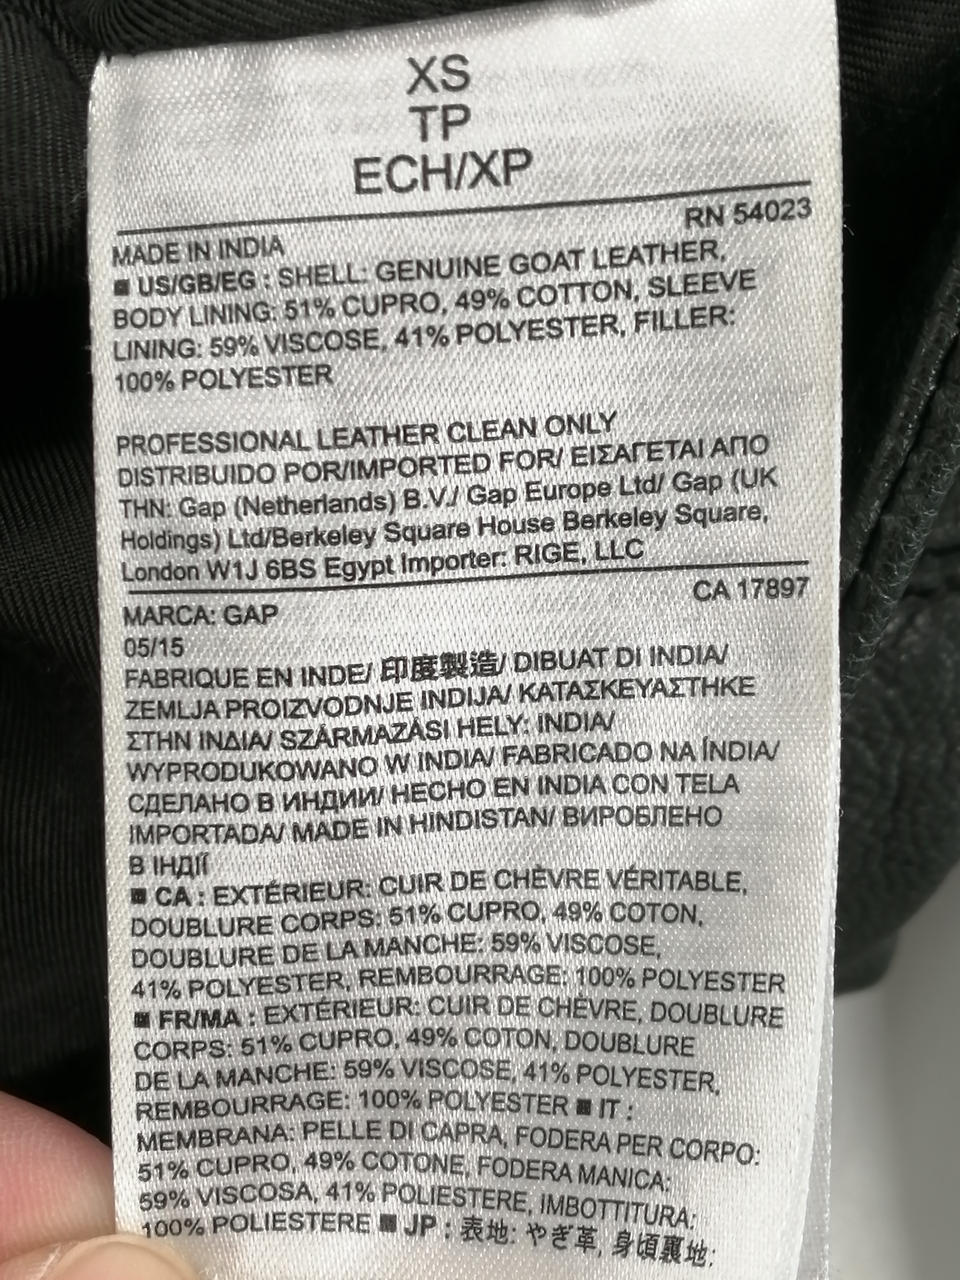 XS
TP
ECH/XP
RN 54023
MADE IN INDIA
■ US/GB/EG : SHELL: GENUINE GOAT LEATHER,
BODY LINING: 51% CUPRO, 49% COTTON, SLEEVE
LINING: 59% VISCOSE, 41% POLYESTER, FILLER:
100% POLYESTER
PROFESSIONAL LEATHER CLEAN ONLY
DISTRIBUIDO POR/IMPORTED FOR/ ΕΙΣΑΓΕΤΑΙ ΑΠΟ
ΤΗΝ: Gap (Netherlands) B.V./ Gap Europe Ltd/ Gap (UK
Holdings) Ltd/Berkeley Square House Berkeley Square,
London W1J 6BS Egypt Importer: RIGE, LLC
CA 17897
MARCA: GAP
05/15
FABRIQUE EN INDE/ 印度製造/ DIBUAT DI INDIA/
ZEMLJA PROIZVODNJE INDIJA/ ΚΑΤΑΣΚΕΥΑΣΤΗΚΕ
ΣΤΗΝ ΙΝΔΙΑ/ SZÁRMAZÁSI HELY: INDIA/
WYPRODUKOWANO W INDIA/ FABRICADO NA ÍNDIA/
СДЕЛАНО В ИНДИИ/ HECHO EN INDIA CON TELA
IMPORTADA/ MADE IN HINDISTAN/ ВИРОБЛЕНО
В ІНДІЇ
■ CA : EXTÉRIEUR: CUIR DE CHÈVRE VÉRITABLE,
DOUBLURE CORPS: 51% CUPRO, 49% COTON,
DOUBLURE DE LA MANCHE: 59% VISCOSE,
41% POLYESTER, REMBOURRAGE: 100% POLYESTER
■ FR/MA : EXTÉRIEUR: CUIR DE CHÈVRE, DOUBLURE
CORPS: 51% CUPRO, 49% COTON, DOUBLURE
DE LA MANCHE: 59% VISCOSE, 41% POLYESTER,
REMBOURRAGE: 100% POLYESTER ■ IT :
MEMBRANA: PELLE DI CAPRA, FODERA PER CORPO:
51% CUPRO, 49% COTONE, FODERA MANICA:
59% VISCOSA, 41% POLIESTERE, IMBOTTITURA:
100% POLIESTERE ■ JP : 表地: やぎ革, 身頃裏地: